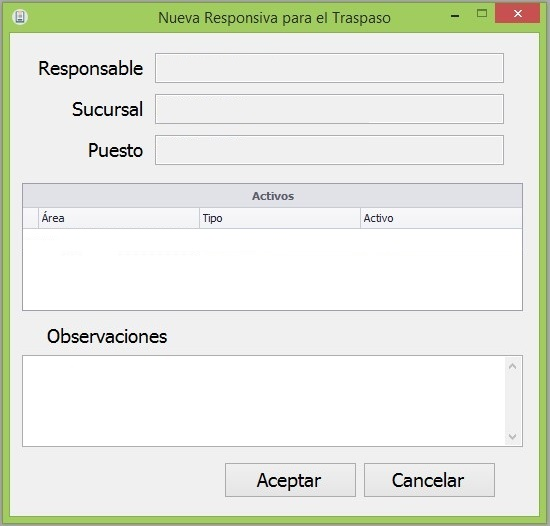 Nueva Responsiva para el Traspaso
Responsable
Sucursal
Puesto
Activos
Área Tipo Activo
Observaciones
Aceptar Cancelar